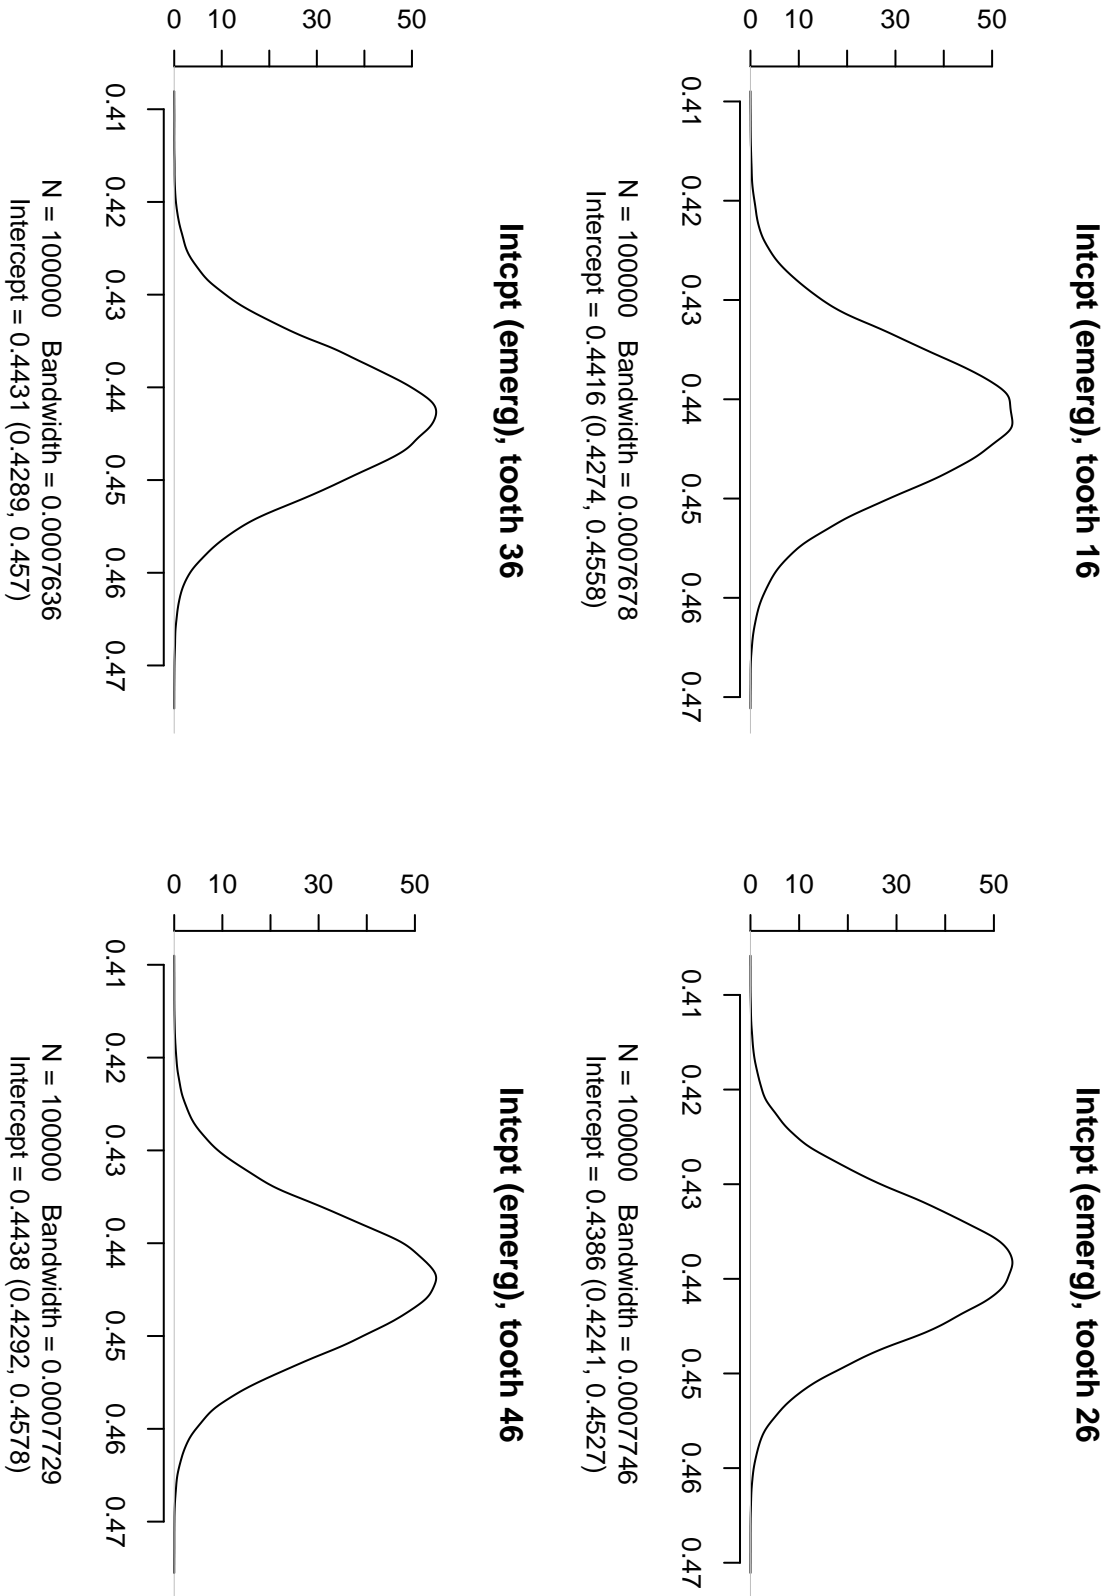 Intcpt (emerg), tooth 16
0 10 30 50
0.41 0.42 0.43 0.44 0.45 0.46 0.47
N = 100000 Bandwidth = 0.0007678
Intercept = 0.4416 (0.4274, 0.4558)
Intcpt (emerg), tooth 26
0 10 30 50
0.41 0.42 0.43 0.44 0.45 0.46 0.47
N = 100000 Bandwidth = 0.0007746
Intercept = 0.4386 (0.4241, 0.4527)
Intcpt (emerg), tooth 36
0 10 30 50
0.41 0.42 0.43 0.44 0.45 0.46 0.47
N = 100000 Bandwidth = 0.0007636
Intercept = 0.4431 (0.4289, 0.457)
Intcpt (emerg), tooth 46
0 10 30 50
0.41 0.42 0.43 0.44 0.45 0.46 0.47
N = 100000 Bandwidth = 0.0007729
Intercept = 0.4438 (0.4292, 0.4578)